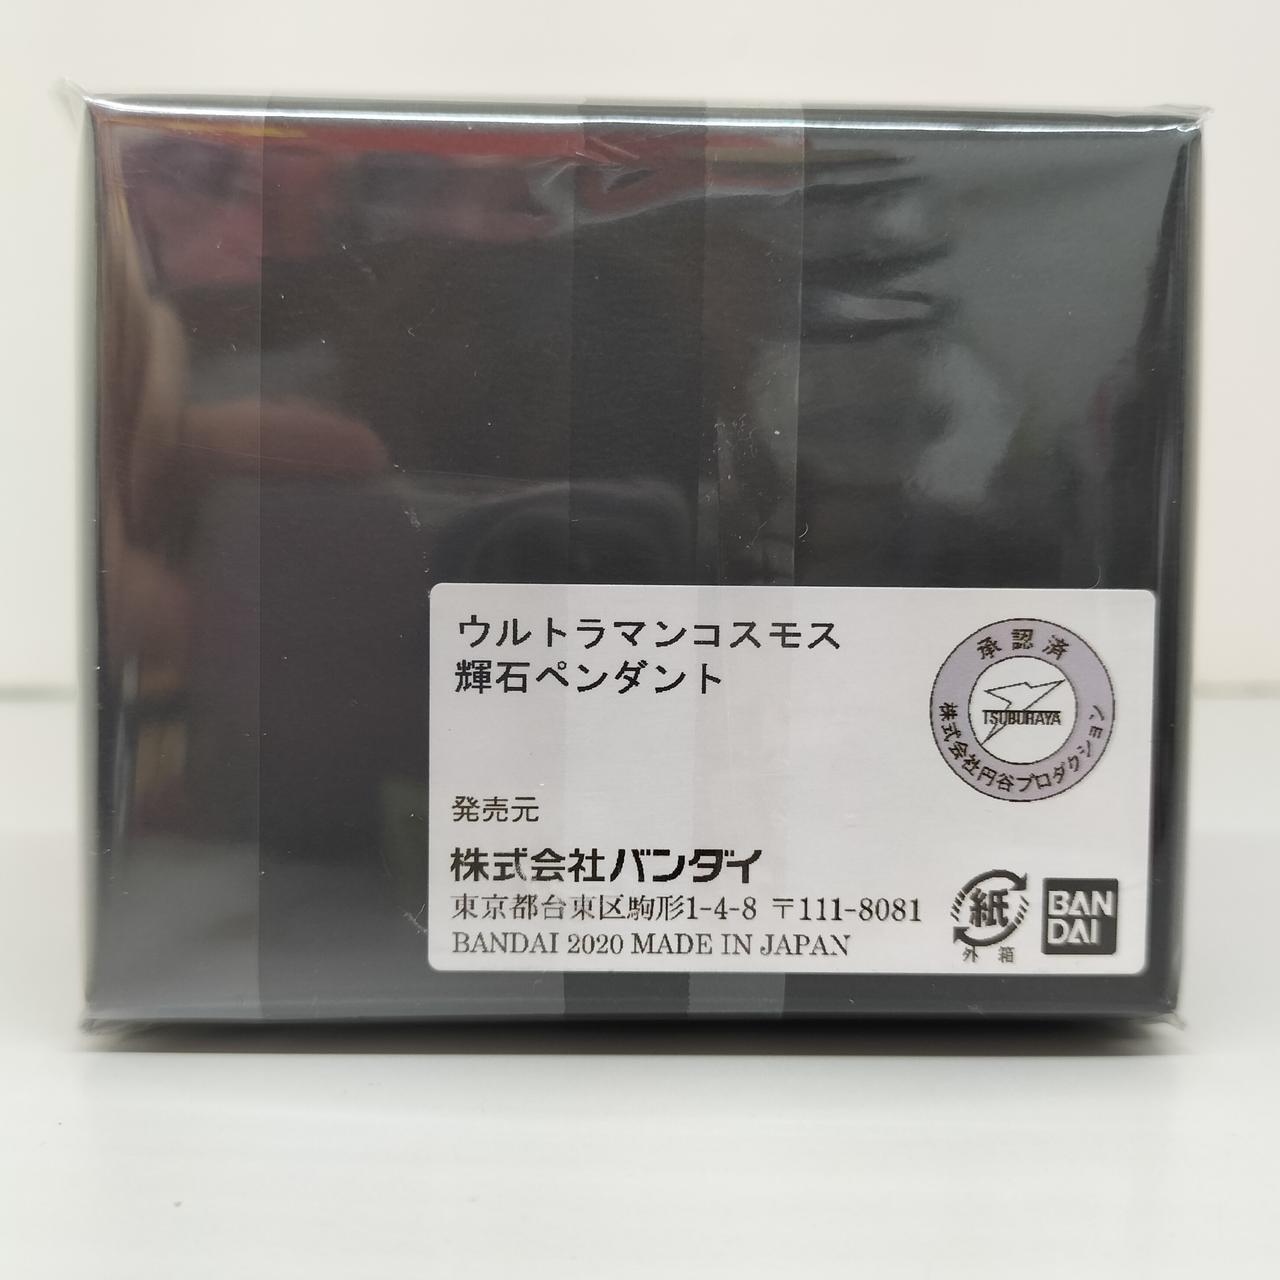 ウルトラマンコスモス
輝石ペンダント
承認済
TSUBURAYA
株式会社円谷プロダクション
発売元
株式会社バンダイ
東京都台東区駒形1-4-8 〒111-8081
BANDAI 2020 MADE IN JAPAN
紙
外箱
BAN
DAI